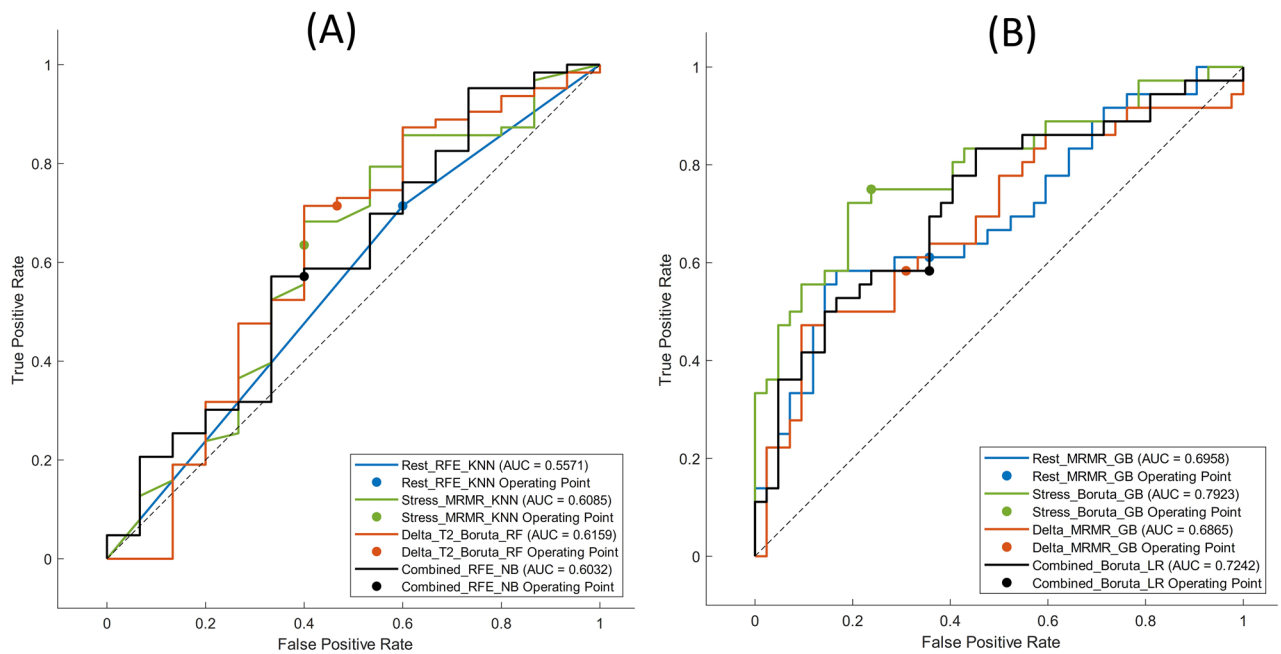 (A)
1
0.8
0.6
0.4
0.2
0
True Positive Rate
0 0.2 0.4 0.6 0.8 1
False Positive Rate
Rest_RFE_KNN (AUC = 0.5571)
Rest_RFE_KNN Operating Point
Stress_MRMR_KNN (AUC = 0.6085)
Stress_MRMR_KNN Operating Point
Delta_T2_Boruta_RF (AUC = 0.6159)
Delta_T2_Boruta_RF Operating Point
Combined_RFE_NB (AUC = 0.6032)
Combined_RFE_NB Operating Point
(B)
1
0.8
0.6
0.4
0.2
0
True Positive Rate
0 0.2 0.4 0.6 0.8 1
False Positive Rate
Rest_MRMR_GB (AUC = 0.6958)
Rest_MRMR_GB Operating Point
Stress_Boruta_GB (AUC = 0.7923)
Stress_Boruta_GB Operating Point
Delta_MRMR_GB (AUC = 0.6865)
Delta_MRMR_GB Operating Point
Combined_Boruta_LR (AUC = 0.7242)
Combined_Boruta_LR Operating Point